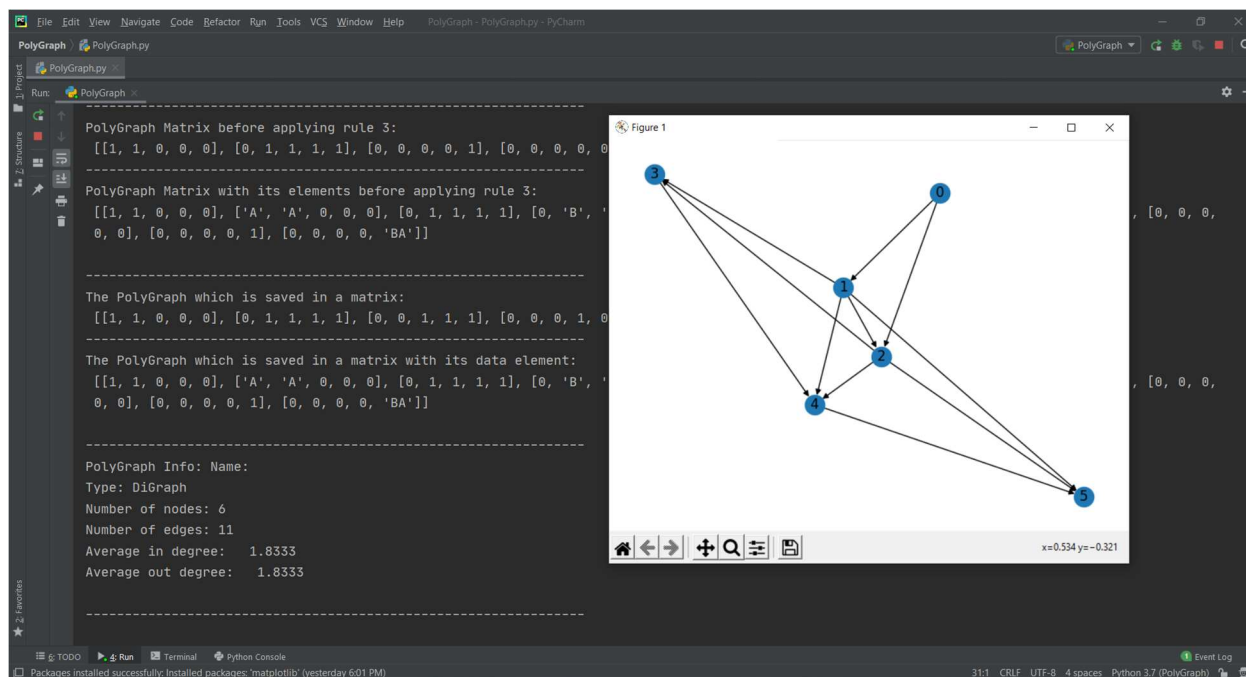 File Edit View Navigate Code Refactor Run Tools VCS Window Help PolyGraph - PolyGraph.py - PyCharm
PolyGraph PolyGraph.py PolyGraph
1: Project
PolyGraph.py
Run: PolyGraph
---------------------------------------------------------------
PolyGraph Matrix before applying rule 3:
[[1, 1, 0, 0, 0], [0, 1, 1, 1, 1], [0, 0, 0, 0, 1], [0, 0, 0, 0, 0
---------------------------------------------------------------
PolyGraph Matrix with its elements before applying rule 3:
[[1, 1, 0, 0, 0], ['A', 'A', 0, 0, 0], [0, 1, 1, 1, 1], [0, 'B', ' , [0, 0, 0,
0, 0], [0, 0, 0, 0, 1], [0, 0, 0, 0, 'BA']]
---------------------------------------------------------------
The PolyGraph which is saved in a matrix:
[[1, 1, 0, 0, 0], [0, 1, 1, 1, 1], [0, 0, 1, 1, 1], [0, 0, 0, 1, 0
---------------------------------------------------------------
The PolyGraph which is saved in a matrix with its data element:
[[1, 1, 0, 0, 0], ['A', 'A', 0, 0, 0], [0, 1, 1, 1, 1], [0, 'B', ' , [0, 0, 0,
0, 0], [0, 0, 0, 0, 1], [0, 0, 0, 0, 'BA']]
---------------------------------------------------------------
PolyGraph Info: Name:
Type: DiGraph
Number of nodes: 6
Number of edges: 11
Average in degree: 1.8333
Average out degree: 1.8333
---------------------------------------------------------------
Figure 1
3
0
1
2
4
5
x=0.534 y=−0.321
Z: Structure
2: Favorites
6: TODO 4: Run Terminal Python Console 1 Event Log
Packages installed successfully: Installed packages: 'matplotlib' (yesterday 6:01 PM) 31:1 CRLF UTF-8 4 spaces Python 3.7 (PolyGraph)